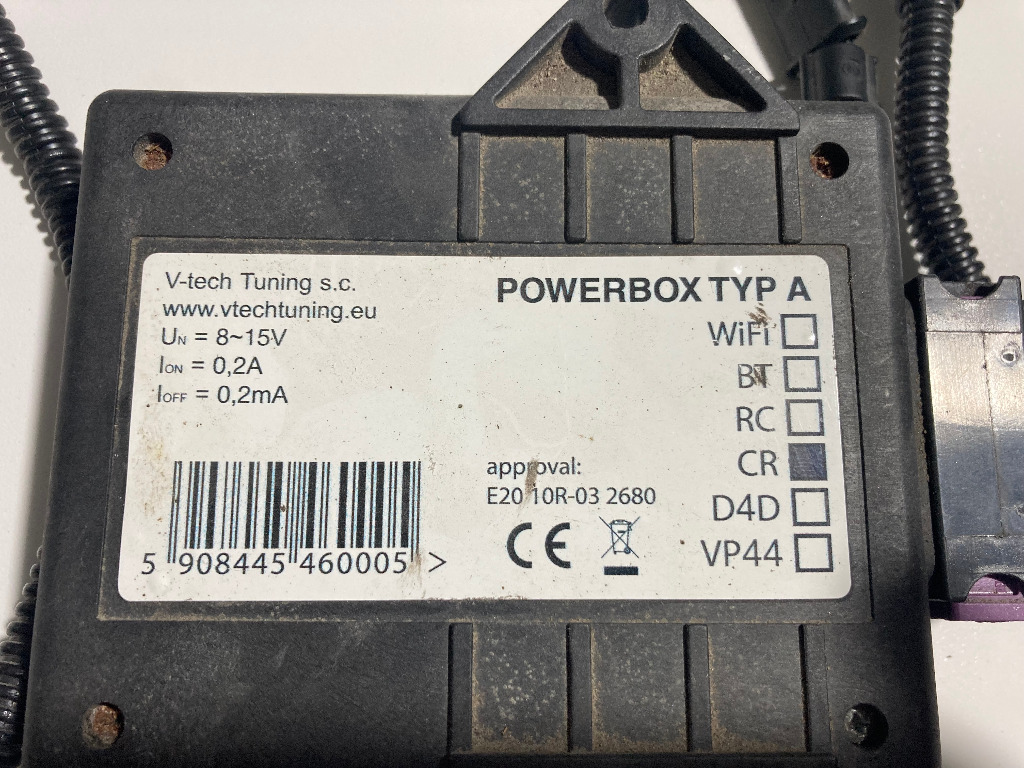 V-tech Tuning s.c.
www.vtechtuning.eu
UN = 8~15V
ION = 0,2A
IOFF = 0,2mA
POWERBOX TYP A
WiFi
BT
RC
CR
D4D
VP44
approval:
E20 10R-03 2680
CE
5 908445 460005 >